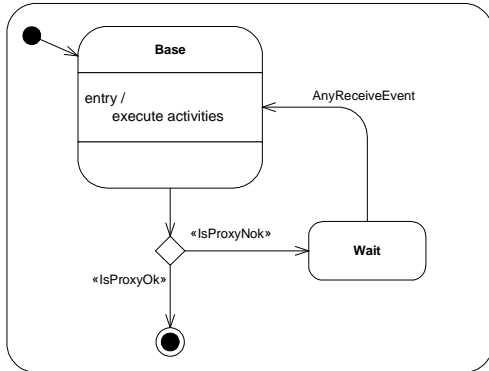 Base
entry /
execute activities
AnyReceiveEvent
«IsProxyNok»
Wait
«IsProxyOk»